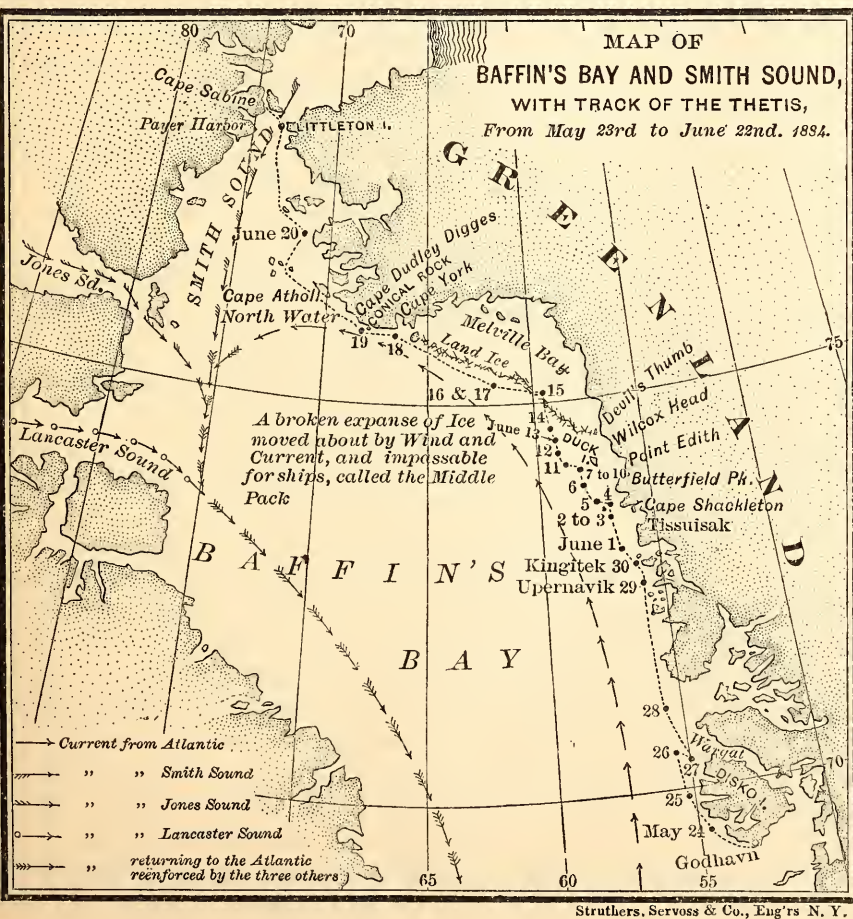 80
70
MAP OF
BAFFIN'S BAY AND SMITH SOUND,
WITH TRACK OF THE THETIS,
From May 23rd to June 22nd. 1884.
Cape Sabine
Payer Harbor
LITTLETON I.
SMITH SOUND
GREENLAND
June 20
Jones Sd.
Cape Dudley Digges
CONICAL ROCK
Cape York
Cape Atholl
North Water
19
18
Melville Bay
Land Ice
75
16 & 17
15
Devil's Thumb
Wilcox Head
Point Edith
A broken expanse of Ice
moved about by Wind and
Current, and impassable
for ships, called the Middle
Pack
Lancaster Sound
14
June 13
DUCK I.
12
11
7 to 10
Butterfield Ph.
6
5
4
Cape Shackleton
2 to 3
Tissuisak
June 1
Kingitek 30
Upernavik 29
BAFFIN'S
BAY
28
26
Waygat
27
70
DISKO I.
25
May 24
Godhavn
Current from Atlantic
" " Smith Sound
" " Jones Sound
" " Lancaster Sound
" returning to the Atlantic
reënforced by the three others
65
60
55
Struthers, Servoss & Co., Eng'rs N. Y.